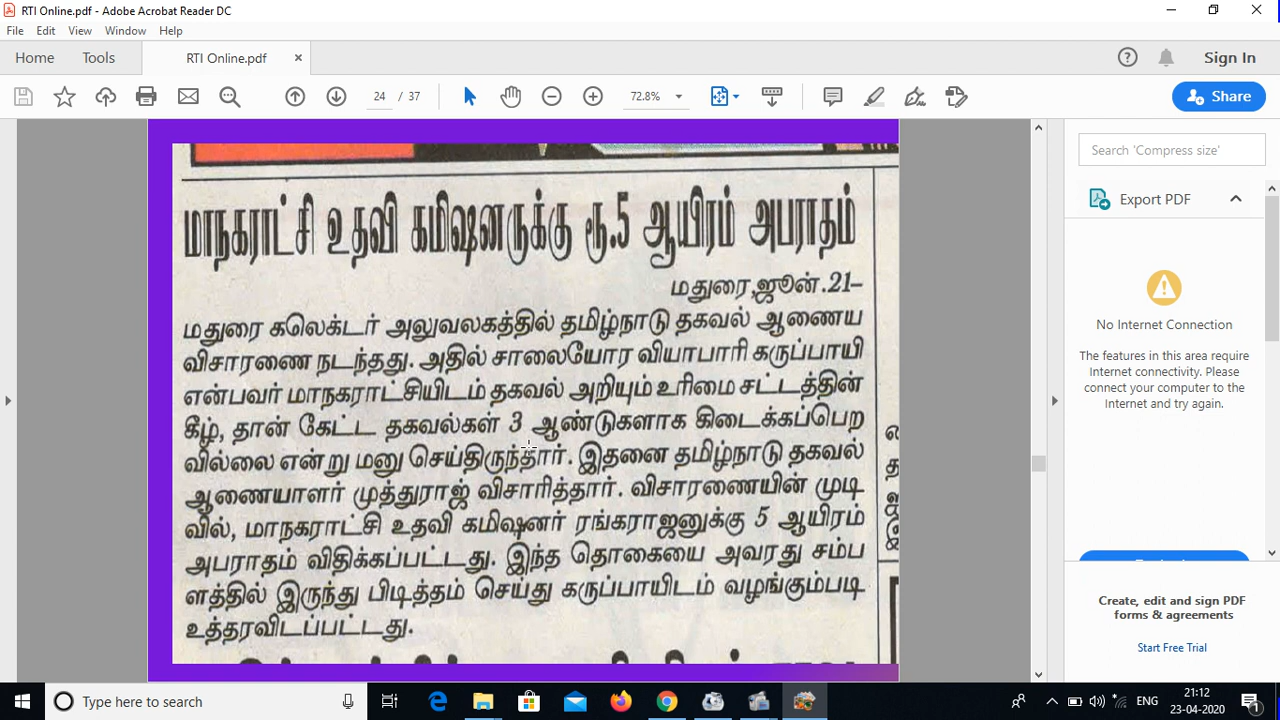 RTI Online.pdf - Adobe Acrobat Reader DC
File Edit View Window Help
Home Tools RTI Online.pdf × Sign In
24 / 37 72.8% Share
Search 'Compress size'
Export PDF
மாநகராட்சி உதவி கமிஷனருக்கு ரூ.5 ஆயிரம் அபராதம்
மதுரை,ஜூன்.21–
மதுரை கலெக்டர் அலுவலகத்தில் தமிழ்நாடு தகவல் ஆணைய
விசாரணை நடந்தது. அதில் சாலையோர வியாபாரி கருப்பாயி
என்பவர் மாநகராட்சியிடம் தகவல் அறியும் உரிமை சட்டத்தின்
கீழ், தான் கேட்ட தகவல்கள் 3 ஆண்டுகளாக கிடைக்கப்பெற
வில்லை என்று மனு செய்திருந்தார். இதனை தமிழ்நாடு தகவல்
ஆணையாளர் முத்துராஜ் விசாரித்தார். விசாரணையின் முடி
வில், மாநகராட்சி உதவி கமிஷனர் ரங்கராஜனுக்கு 5 ஆயிரம்
அபராதம் விதிக்கப்பட்டது. இந்த தொகையை அவரது சம்ப
ளத்தில் இருந்து பிடித்தம் செய்து கருப்பாயிடம் வழங்கும்படி
உத்தரவிடப்பட்டது.
No Internet Connection
The features in this area require
Internet connectivity. Please
connect your computer to the
Internet and try again.
Create, edit and sign PDF
forms & agreements
Start Free Trial
Type here to search
ENG
21:12
23-04-2020
1